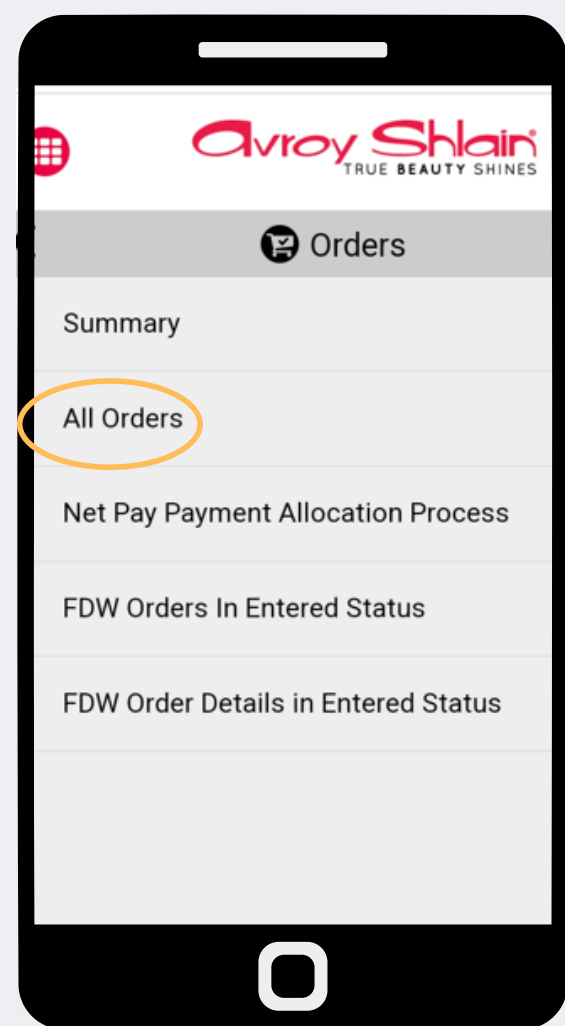 Avroy Shlain
TRUE BEAUTY SHINES
Orders
Summary
All Orders
Net Pay Payment Allocation Process
FDW Orders In Entered Status
FDW Order Details in Entered Status